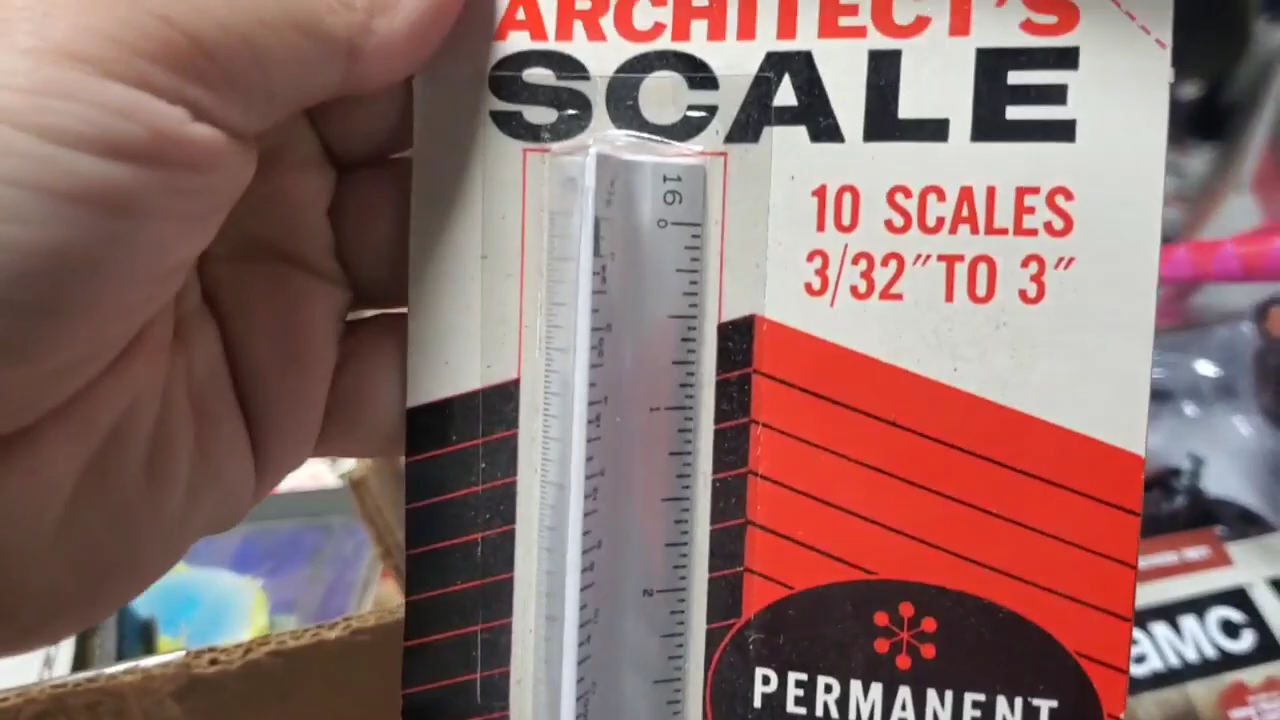 ARCHITECT'S
SCALE
10 SCALES
3/32" TO 3"
16
0
1
2
PERMANENT
aMC